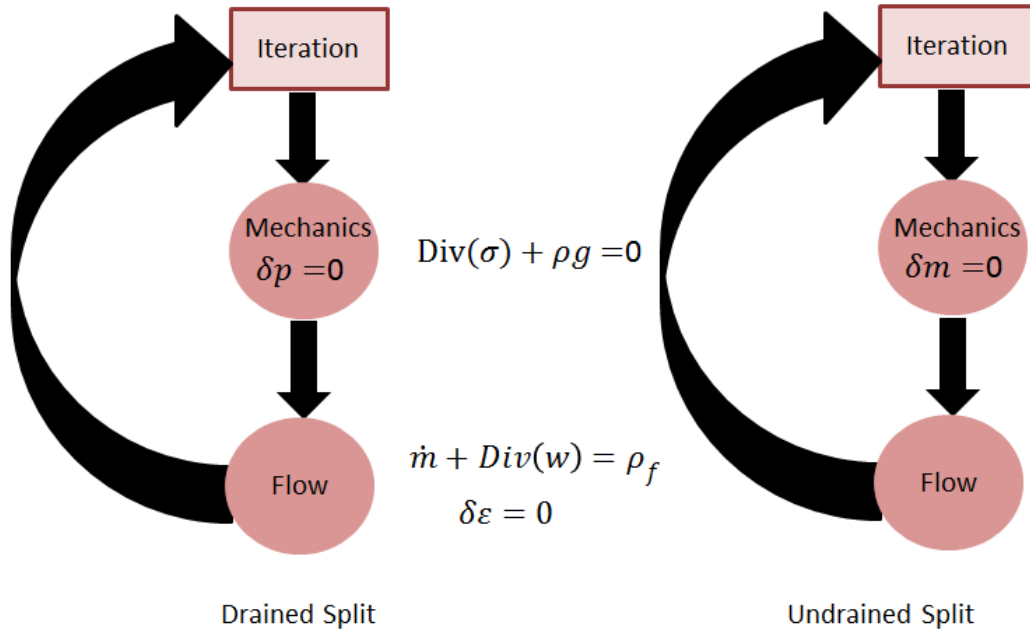 Iteration
Mechanics
δp = 0
Flow
Drained Split
Div(σ) + ρg = 0
ṁ + Div(w) = ρ_f
δε = 0
Iteration
Mechanics
δm = 0
Flow
Undrained Split